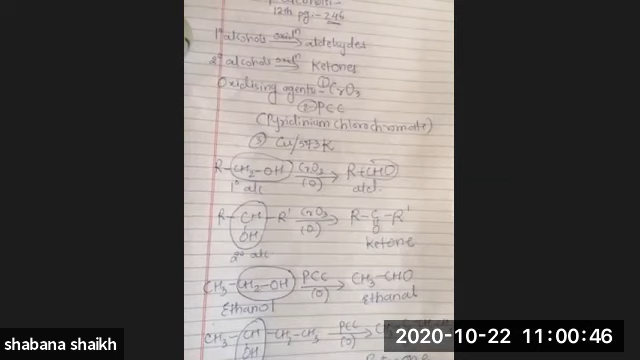 alcohols:-
12th pg:- 246
1° alcohols oxidn → aldehydes
2° alcohols oxidn → Ketones
Oxidising agents - ① CrO3
② PCC
(Pyridinium chlorochromate)
③ Cu/573K
R-CH2-OH CrO3 (O) → R-CHO
1° alc ald.
R-CH-R' CrO3 (O) → R-C-R'
OH O
2° alc ketone
CH3-CH2-OH PCC (O) → CH3-CHO
Ethanol Ethanal
CH3-CH-CH2-CH3 PCC (O) →
OH
shabana shaikh
2020-10-22 11:00:46